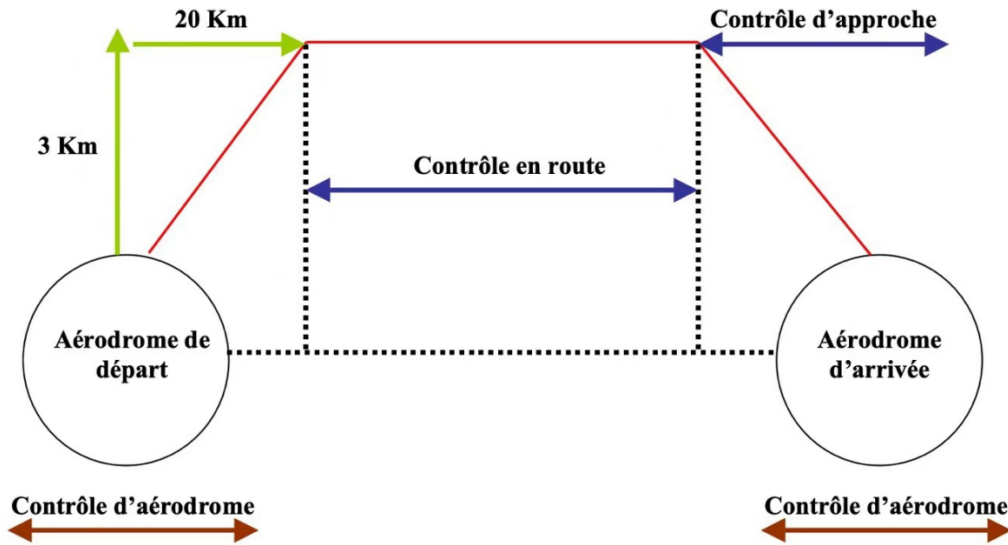 20 Km
Contrôle d’approche
3 Km
Contrôle en route
Aérodrome de
départ
Aérodrome
d’arrivée
Contrôle d’aérodrome
Contrôle d’aérodrome